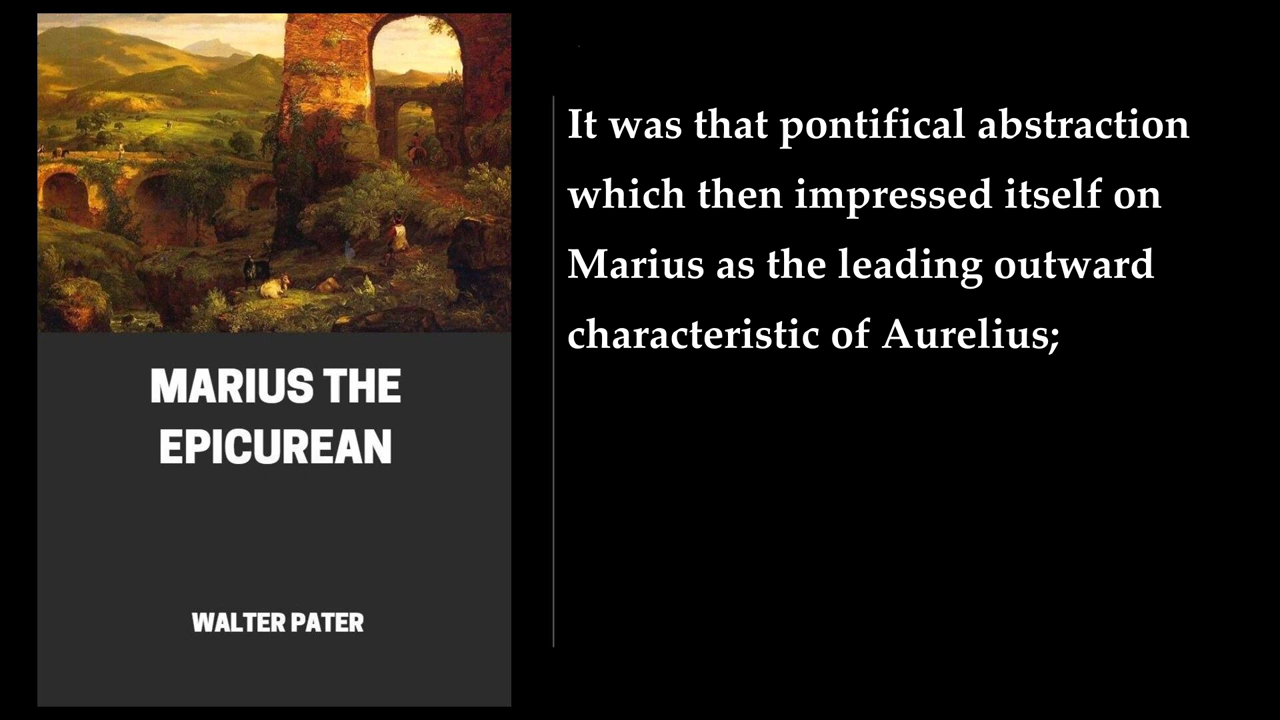 MARIUS THE
EPICUREAN
WALTER PATER
It was that pontifical abstraction
which then impressed itself on
Marius as the leading outward
characteristic of Aurelius;